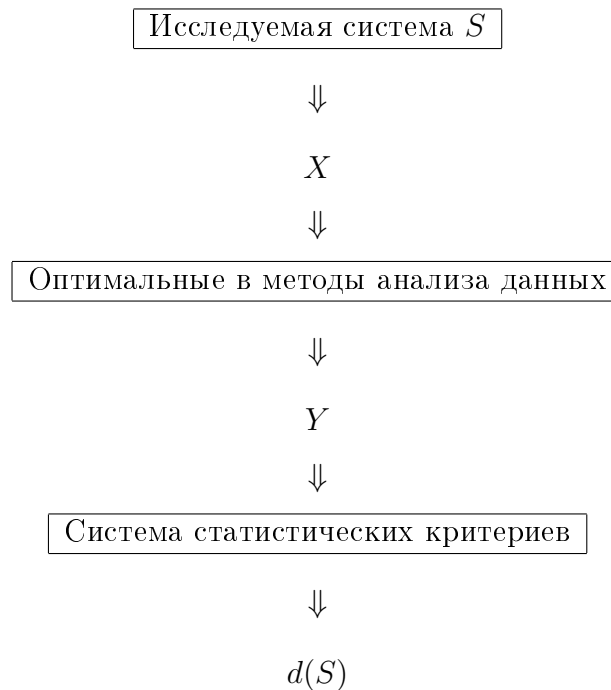 Исследуемая система S
⇓
X
⇓
Оптимальные в методы анализа данных
⇓
Y
⇓
Система статистических критериев
⇓
d(S)